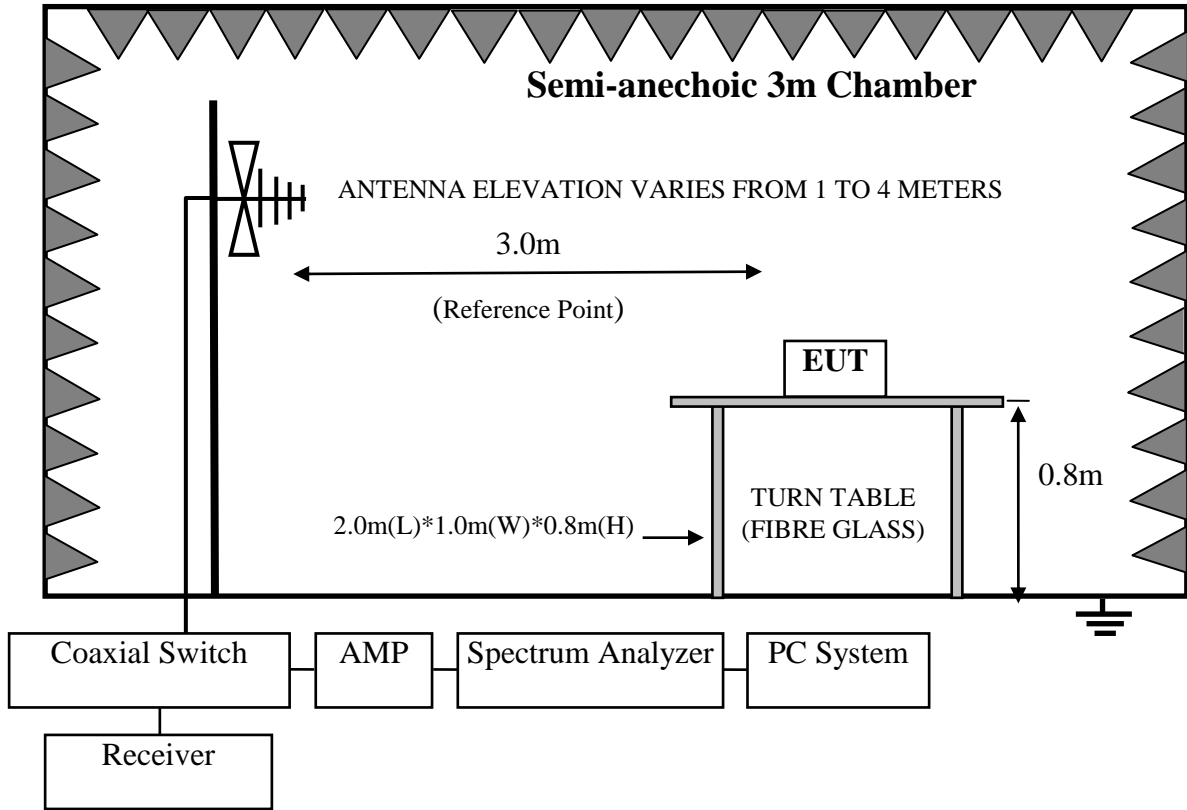 Semi-anechoic 3m Chamber
ANTENNA ELEVATION VARIES FROM 1 TO 4 METERS
3.0m
(Reference Point)
EUT
0.8m
TURN TABLE
(FIBRE GLASS)
2.0m(L)*1.0m(W)*0.8m(H)
Coaxial Switch
AMP
Spectrum Analyzer
PC System
Receiver